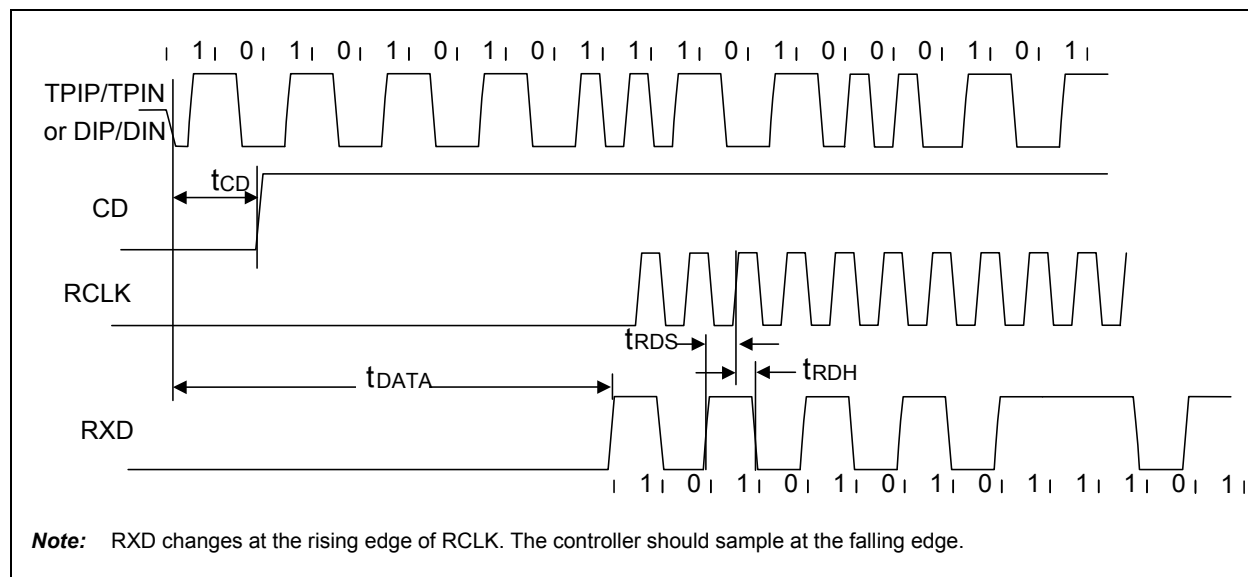 1 0 1 0 1 0 1 0 1 1 1 0 1 0 0 0 1 0 1
TPIP/TPIN
or DIP/DIN
tCD
CD
RCLK
tRDS
tRDH
tDATA
RXD
1 0 1 0 1 0 1 0 1 1 1 0 1
Note: RXD changes at the rising edge of RCLK. The controller should sample at the falling edge.